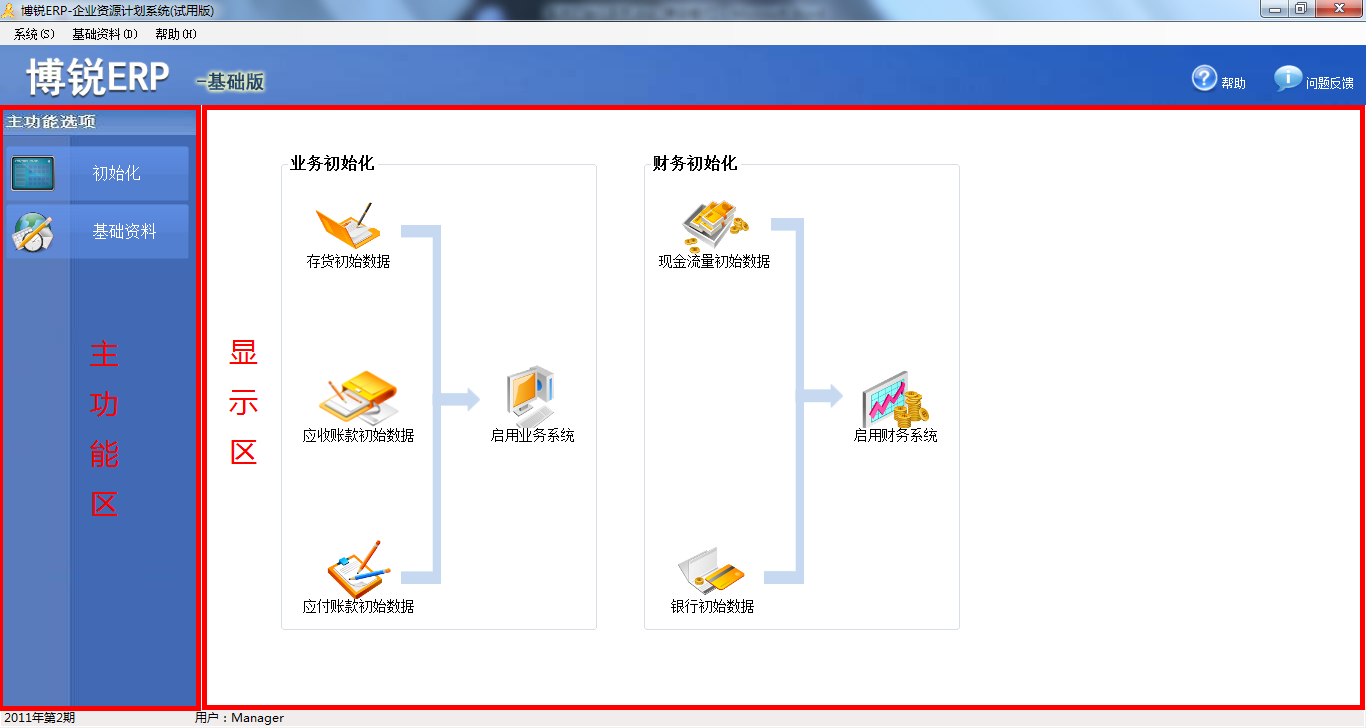 博锐ERP-企业资源计划系统(试用版)
系统(S) 基础资料(D) 帮助(H)
博锐ERP -基础版
帮助 问题反馈
主功能选项
初始化
基础资料
主
功
能
区
显
示
区
业务初始化
存货初始数据
应收账款初始数据
启用业务系统
应付账款初始数据
财务初始化
现金流量初始数据
启用财务系统
银行初始数据
2011年第2期 用户：Manager